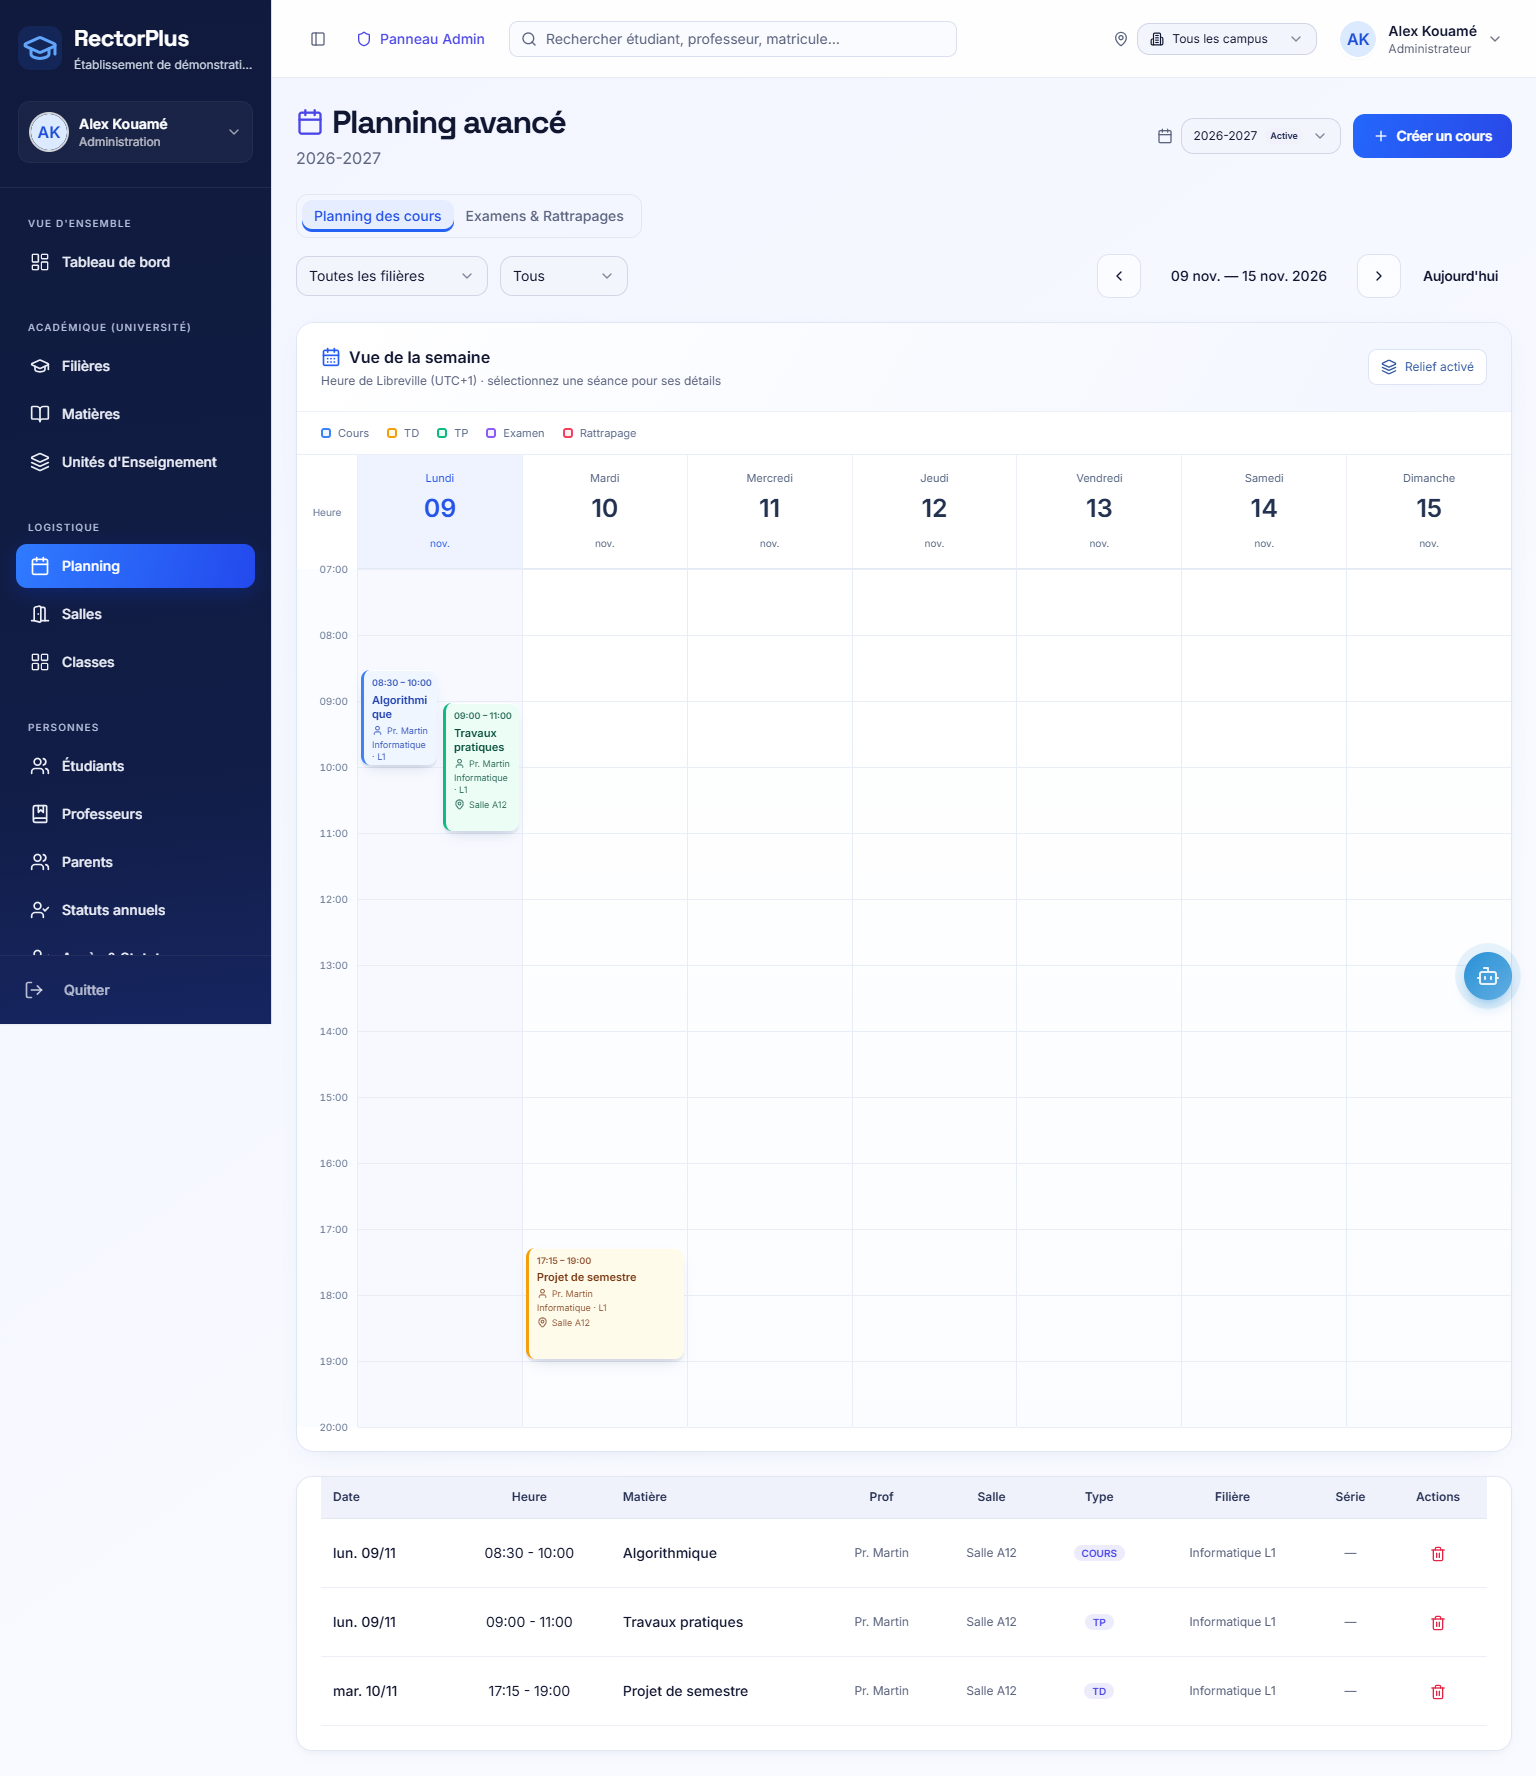 RectorPlus
Établissement de démonstrati...
AK
Alex Kouamé
Administration
VUE D'ENSEMBLE
Tableau de bord
ACADÉMIQUE (UNIVERSITÉ)
Filières
Matières
Unités d'Enseignement
LOGISTIQUE
Planning
Salles
Classes
PERSONNES
Étudiants
Professeurs
Parents
Statuts annuels
Quitter
Panneau Admin
Rechercher étudiant, professeur, matricule...
Tous les campus
AK
Alex Kouamé
Administrateur
Planning avancé
2026-2027
2026-2027 Active
+ Créer un cours
Planning des cours
Examens & Rattrapages
Toutes les filières
Tous
09 nov. — 15 nov. 2026
Aujourd'hui
Vue de la semaine
Heure de Libreville (UTC+1) · sélectionnez une séance pour ses détails
Relief activé
Cours
TD
TP
Examen
Rattrapage
Heure
Lundi
09
nov.
Mardi
10
nov.
Mercredi
11
nov.
Jeudi
12
nov.
Vendredi
13
nov.
Samedi
14
nov.
Dimanche
15
nov.
07:00
08:00
09:00
10:00
11:00
12:00
13:00
14:00
15:00
16:00
17:00
18:00
19:00
20:00
08:30 – 10:00
Algorithmi
que
Pr. Martin
Informatique
· L1
09:00 – 11:00
Travaux
pratiques
Pr. Martin
Informatique
· L1
Salle A12
17:15 – 19:00
Projet de semestre
Pr. Martin
Informatique · L1
Salle A12
Date Heure Matière Prof Salle Type Filière Série Actions
lun. 09/11 08:30 - 10:00 Algorithmique Pr. Martin Salle A12 COURS Informatique L1 —
lun. 09/11 09:00 - 11:00 Travaux pratiques Pr. Martin Salle A12 TP Informatique L1 —
mar. 10/11 17:15 - 19:00 Projet de semestre Pr. Martin Salle A12 TD Informatique L1 —